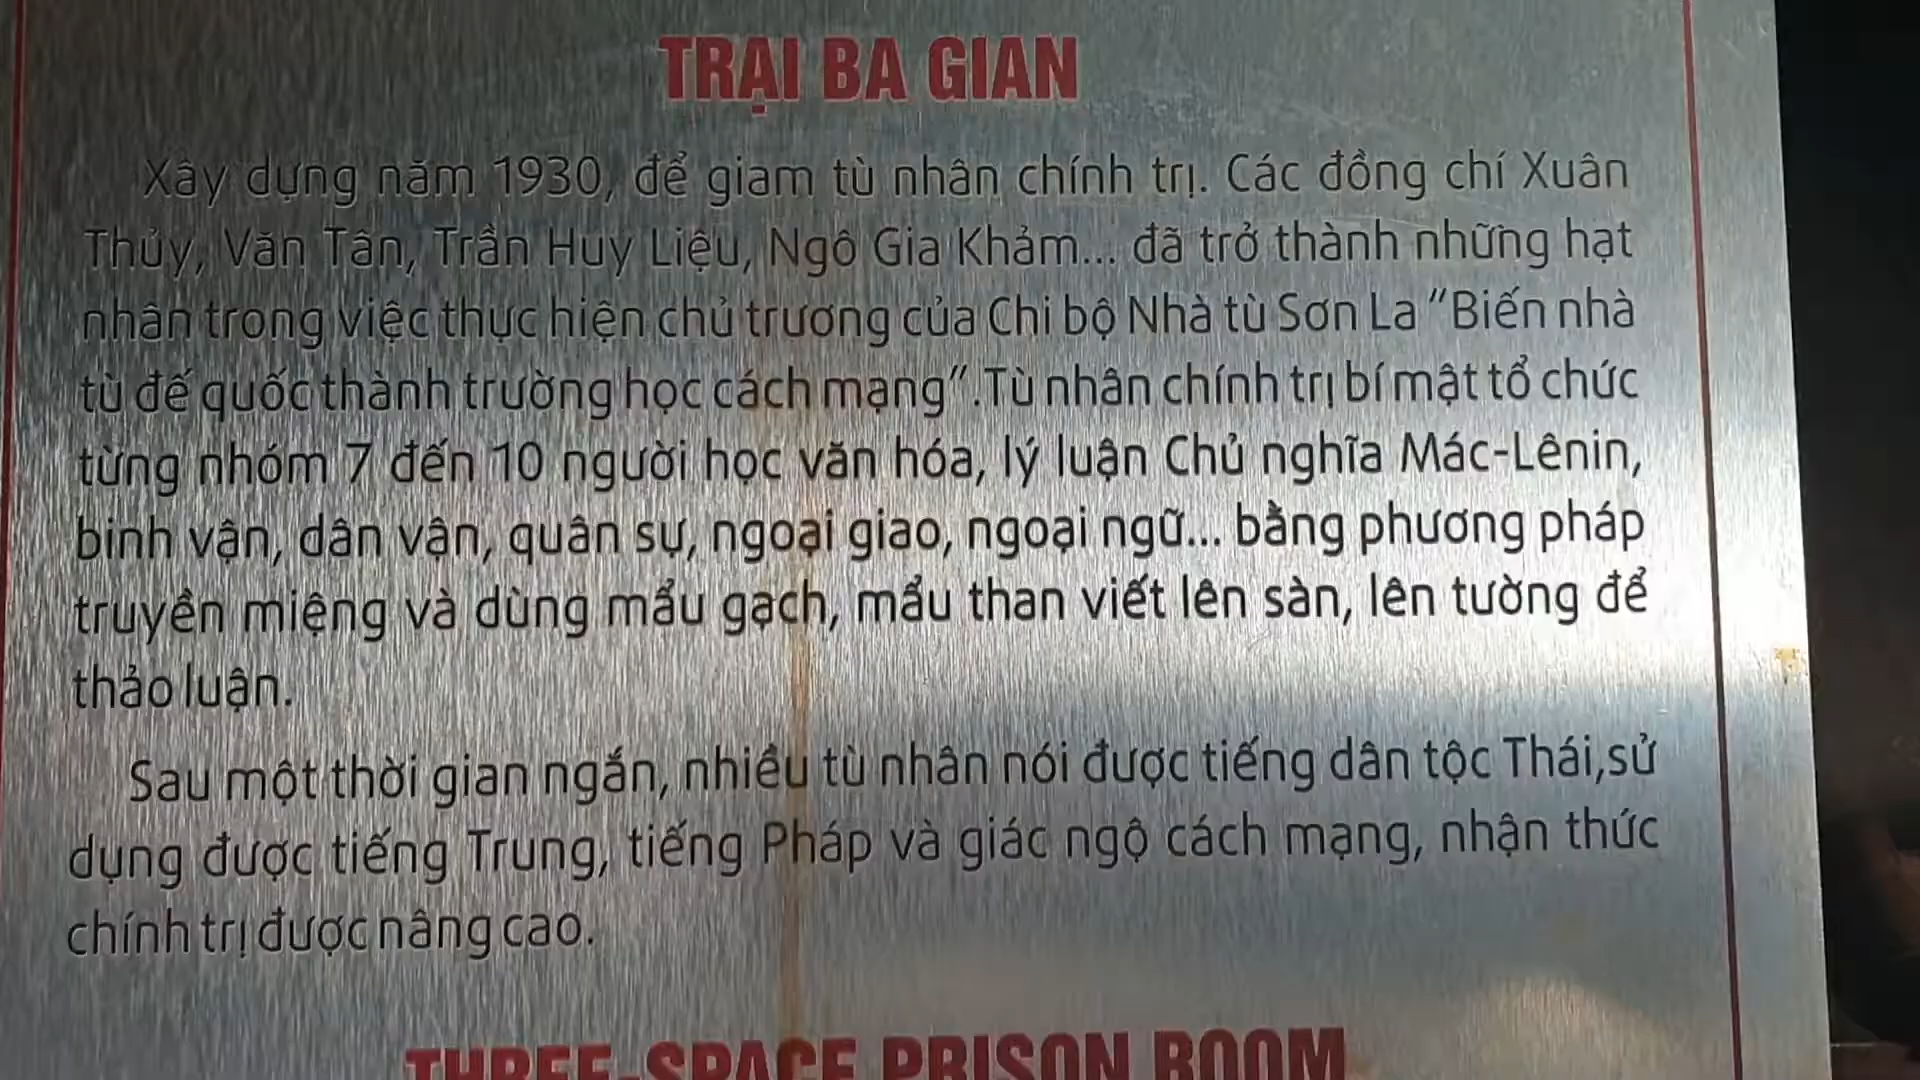 TRẠI BA GIAN
Xây dựng năm 1930, để giam tù nhân chính trị. Các đồng chí Xuân
Thủy, Văn Tân, Trần Huy Liệu, Ngô Gia Khảm... đã trở thành những hạt
nhân trong việc thực hiện chủ trương của Chi bộ Nhà tù Sơn La "Biến nhà
tù đế quốc thành trường học cách mạng".Tù nhân chính trị bí mật tổ chức
từng nhóm 7 đến 10 người học văn hóa, lý luận Chủ nghĩa Mác-Lênin,
binh vận, dân vận, quân sự, ngoại giao, ngoại ngữ... bằng phương pháp
truyền miệng và dùng mẩu gạch, mẩu than viết lên sàn, lên tường để
thảo luận.
Sau một thời gian ngắn, nhiều tù nhân nói được tiếng dân tộc Thái,sử
dụng được tiếng Trung, tiếng Pháp và giác ngộ cách mạng, nhận thức
chính trị được nâng cao.
THREE-SPACE PRISON ROOM